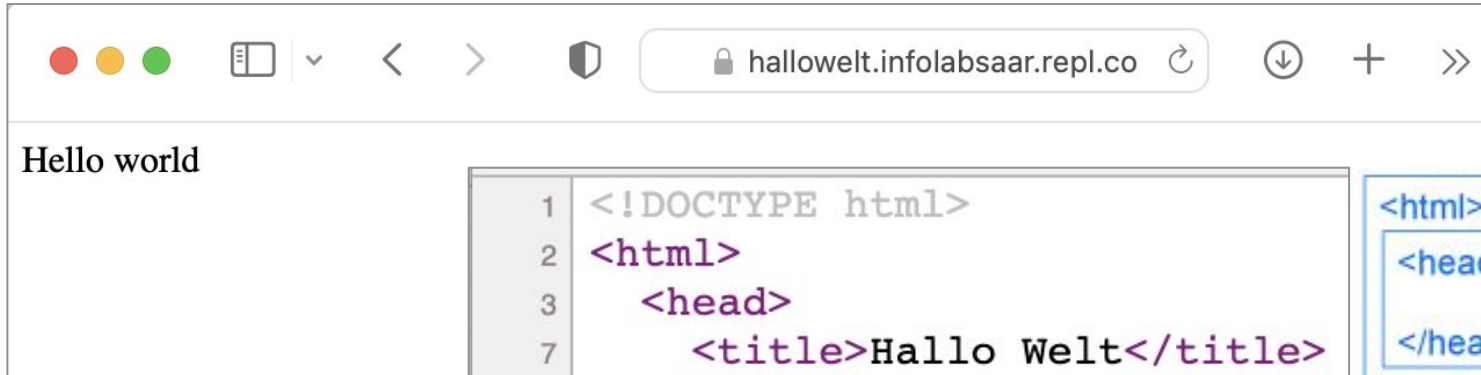 hallowelt.infolabsaar.repl.co
Hello world
1 <!DOCTYPE html>
2 <html>
3 <head>
7 <title>Hallo Welt</title>
<html>
<head
</hea